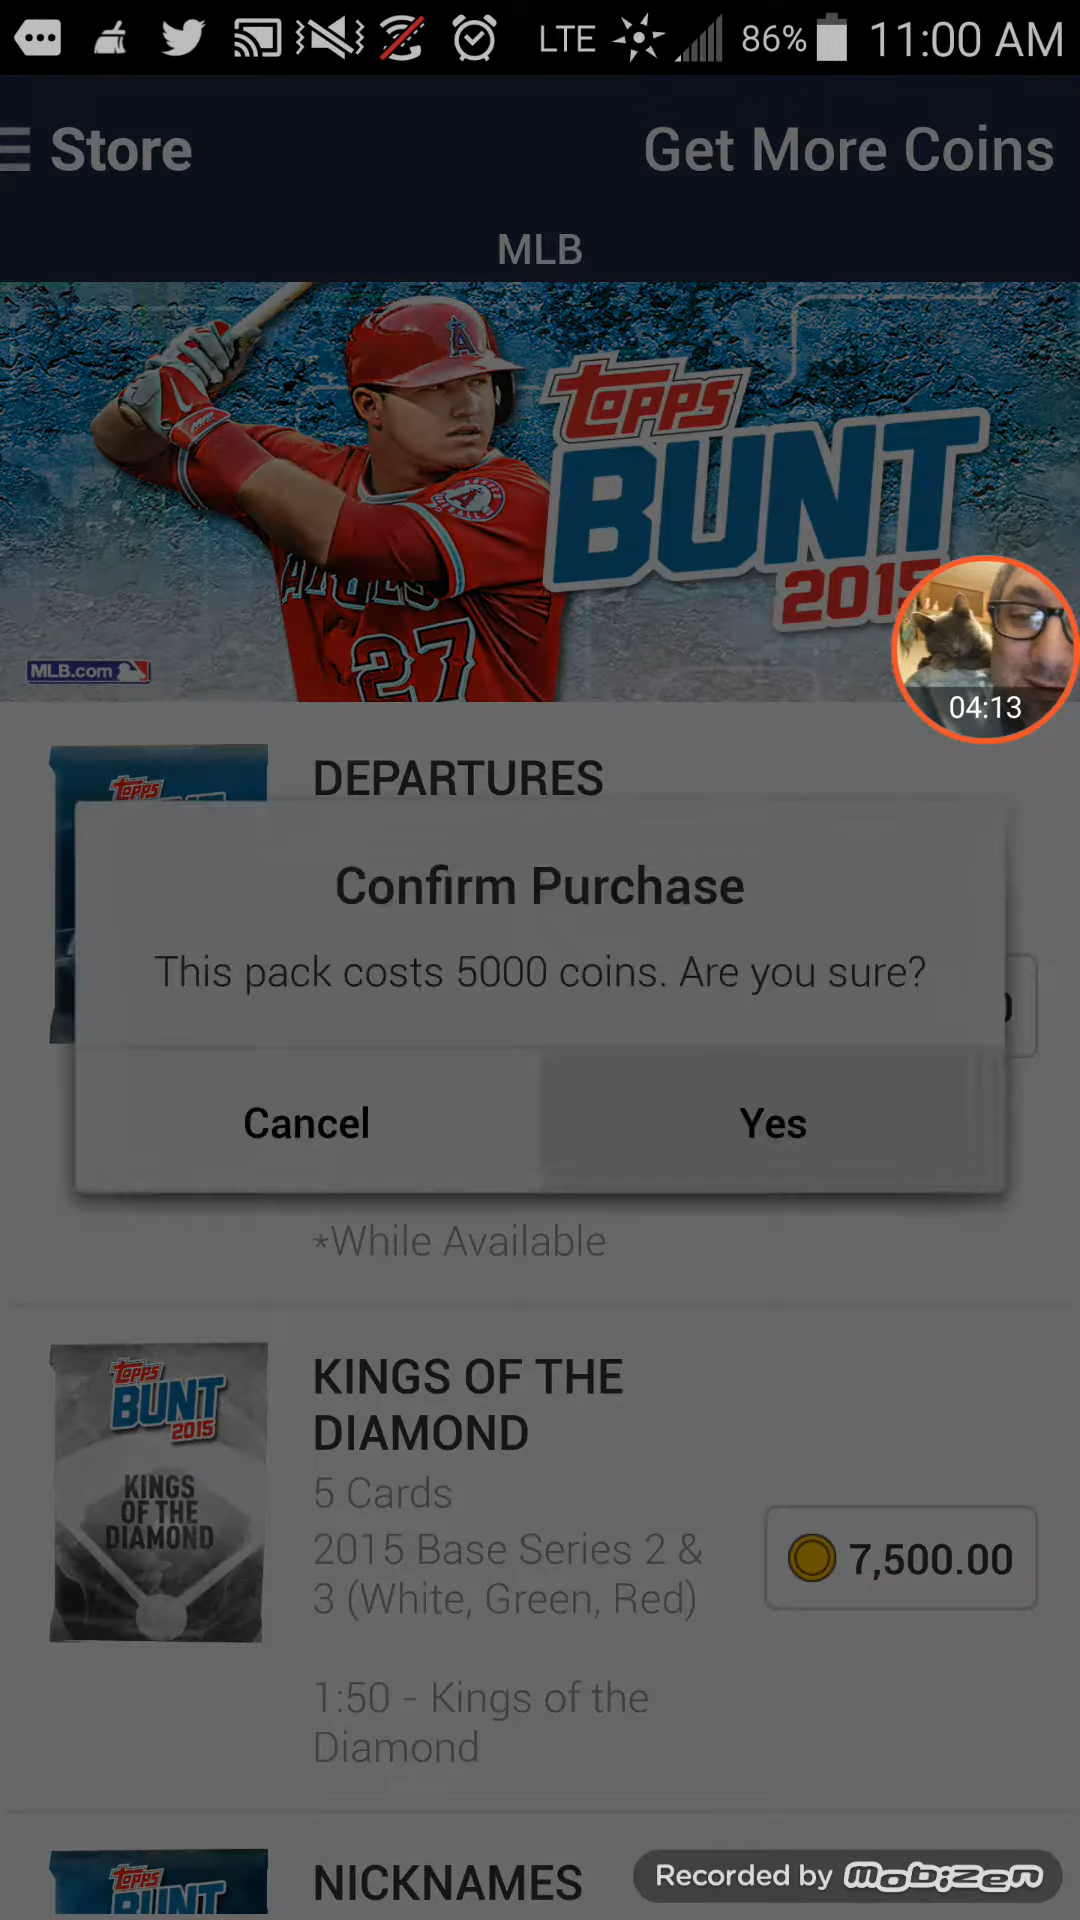 LTE 86% 11:00 AM
Store Get More Coins
MLB
A
TOPPS
BUNT
2015
ANGELS
27
MLB.com
04:13
DEPARTURES
TOPPS
Confirm Purchase
This pack costs 5000 coins. Are you sure?
Cancel Yes
*While Available
TOPPS
BUNT
2015
KINGS
OF THE
DIAMOND
KINGS OF THE
DIAMOND
5 Cards
2015 Base Series 2 &
3 (White, Green, Red)
7,500.00
1:50 - Kings of the
Diamond
TOPPS
BUNT
NICKNAMES
Recorded by mobizen